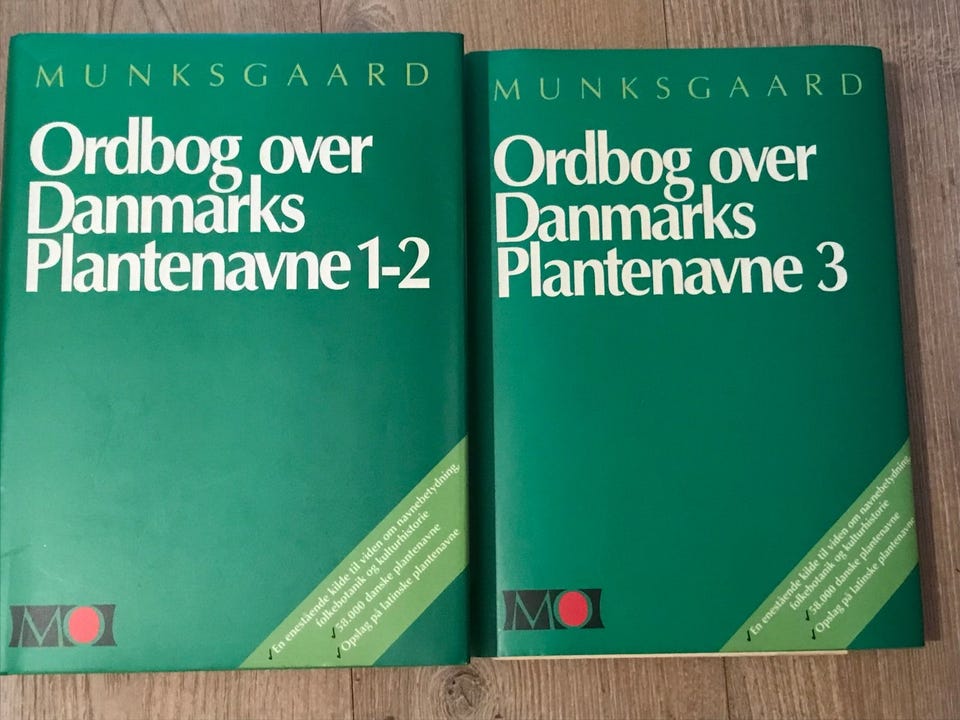 MUNKSGAARD
Ordbog over
Danmarks
Plantenavne 1-2
En enestående kilde til viden om navnebetydning,
folkebotanik og kulturhistorie
58.000 danske plantenavne
Opslag på latinske plantenavne
MO
MUNKSGAARD
Ordbog over
Danmarks
Plantenavne 3
En enestående kilde til viden om navnebetydning,
folkebotanik og kulturhistorie
58.000 danske plantenavne
Opslag på latinske plantenavne
MO